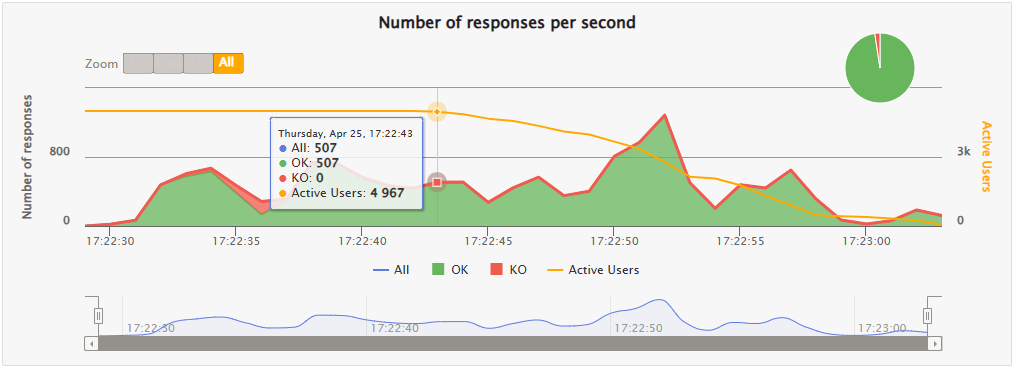 Number of responses per second
Zoom All
Number of responses
800
0
Thursday, Apr 25, 17:22:43
All: 507
OK: 507
KO: 0
Active Users: 4 967
3k
0
Active Users
17:22:30 17:22:35 17:22:40 17:22:45 17:22:50 17:22:55 17:23:00
All OK KO Active Users
17:22:30 17:22:40 17:22:50 17:23:00